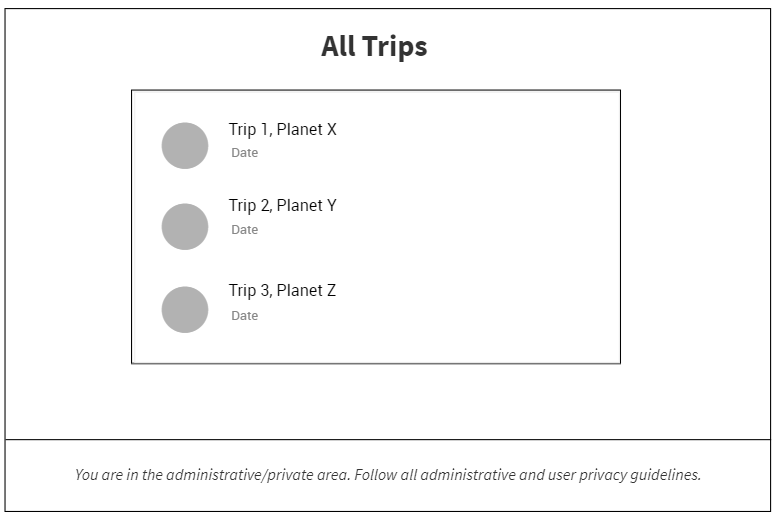 All Trips
Trip 1, Planet X
Date
Trip 2, Planet Y
Date
Trip 3, Planet Z
Date
You are in the administrative/private area. Follow all administrative and user privacy guidelines.